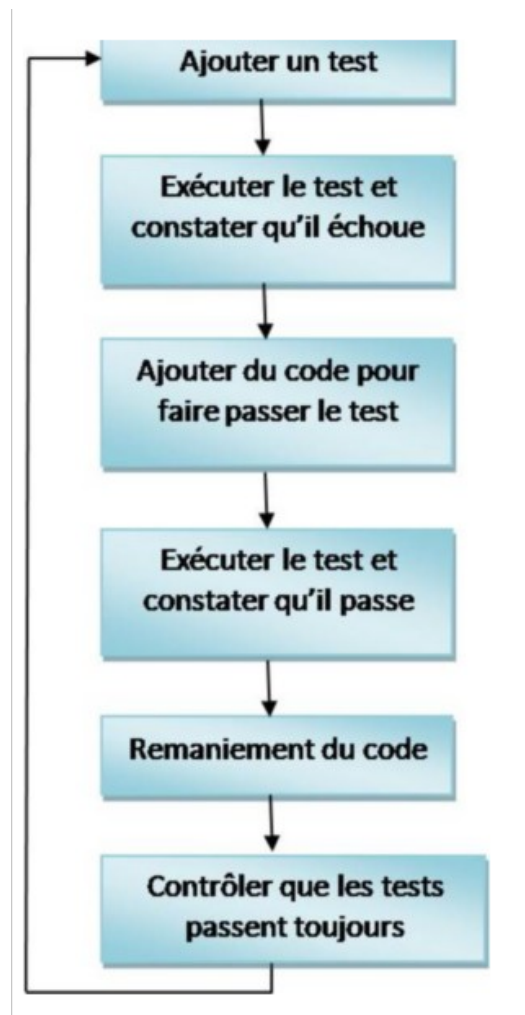 Ajouter un test
Exécuter le test et
constater qu'il échoue
Ajouter du code pour
faire passer le test
Exécuter le test et
constater qu'il passe
Remaniement du code
Contrôler que les tests
passent toujours